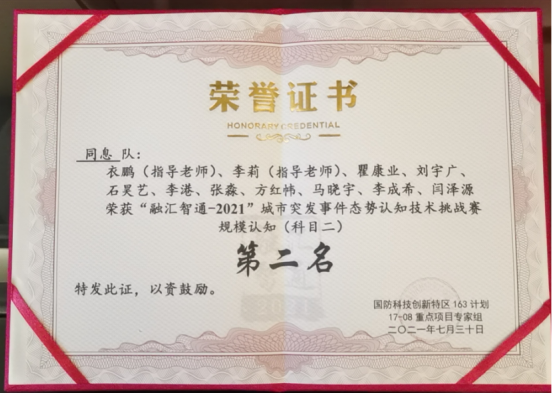 荣誉证书
HONORARY CREDENTIAL
同息 队：
衣鹏（指导老师）、李莉（指导老师）、瞿康业、刘宇广、
石昊艺、李港、张淼、方红帏、马晓宇、李成布、闫泽源
荣获“融汇智通-2021”城市突发事件态势认知技术挑战赛
规模认知（科目二）
第二名
特发此证，以资鼓励。
国防科技创新特区 163 计划
17-08 重点项目专家组
二〇二一年七月三十日